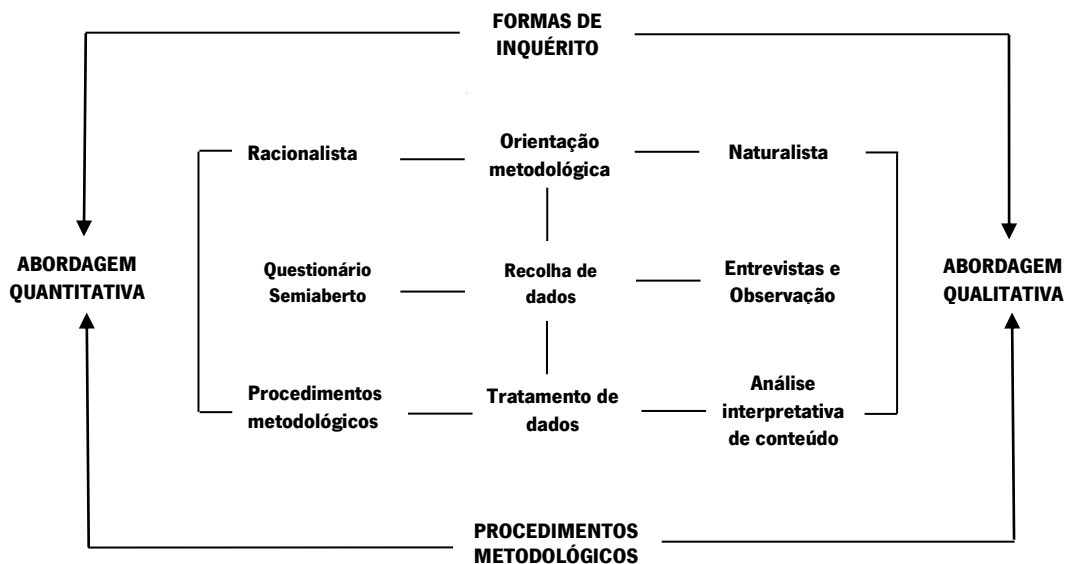 FORMAS DE
INQUÉRITO
Racionalista
Orientação
metodológica
Naturalista
ABORDAGEM
QUANTITATIVA
Questionário
Semiaberto
Recolha de
dados
Entrevistas e
Observação
ABORDAGEM
QUALITATIVA
Procedimentos
metodológicos
Tratamento de
dados
Análise
interpretativa
de conteúdo
PROCEDIMENTOS
METODOLÓGICOS